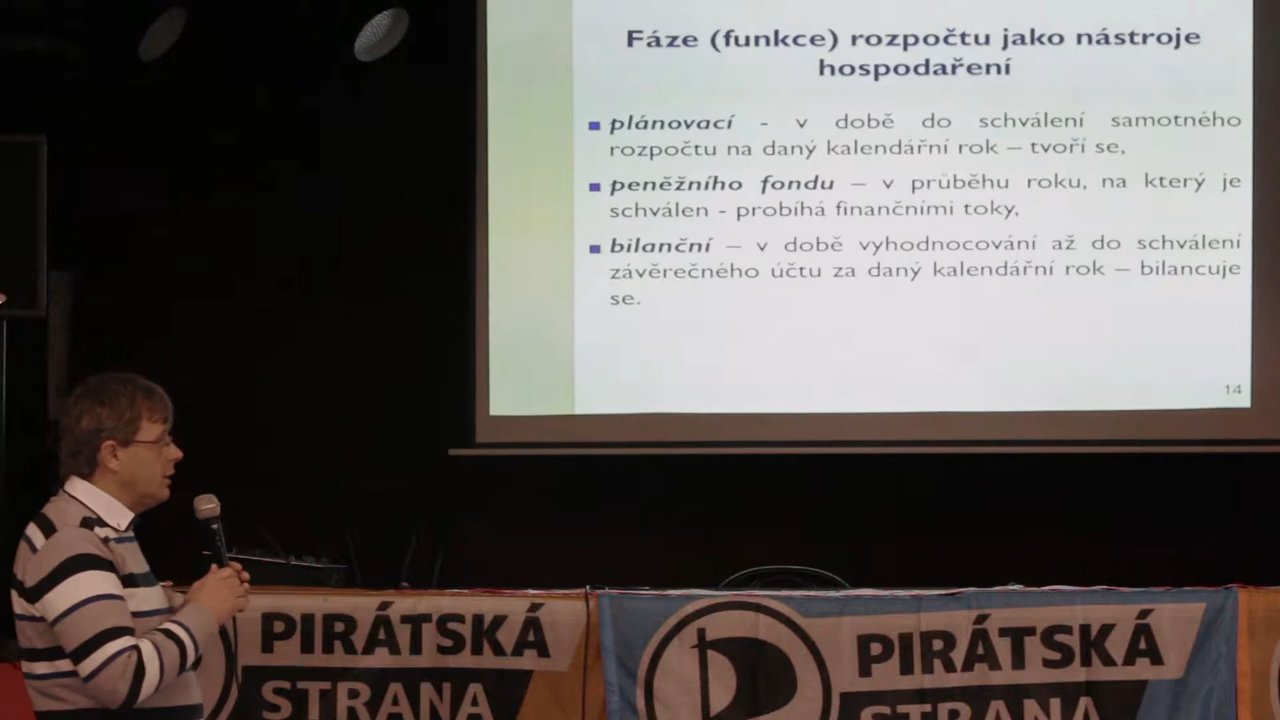 Fáze (funkce) rozpočtu jako nástroje
hospodaření
plánovací - v době do schválení samotného
rozpočtu na daný kalendářní rok – tvoří se,
peněžního fondu – v průběhu roku, na který je
schválen - probíhá finančními toky,
bilanční – v době vyhodnocování až do schválení
závěrečného účtu za daný kalendářní rok – bilancuje
se.
14
PIRÁTSKÁ
STRANA
PIRÁTSKÁ
STRANA